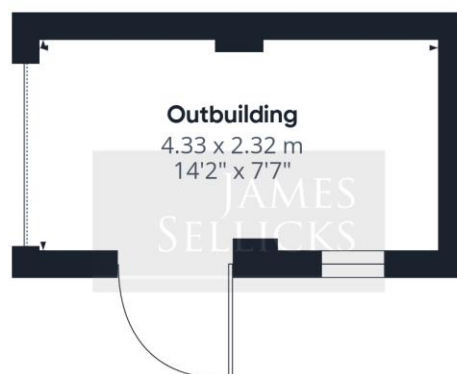 Outbuilding
4.33 x 2.32 m
14'2" x 7'7"
JAMES
SELLICKS